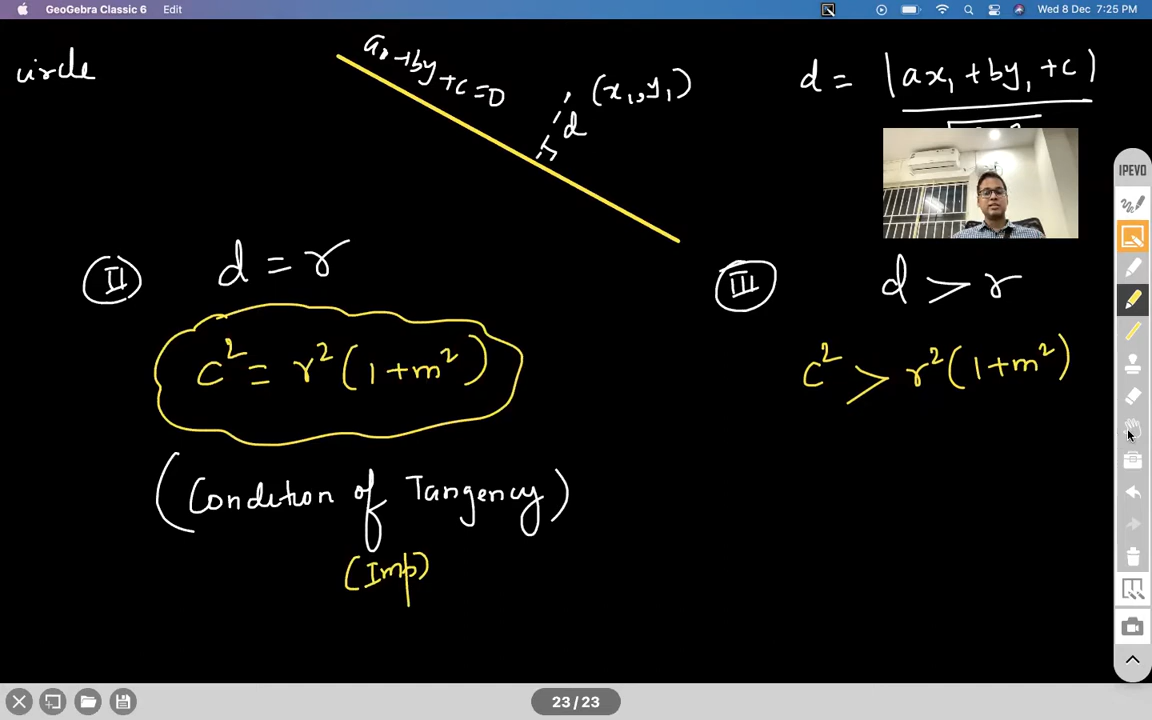 GeoGebra Classic 6 Edit Wed 8 Dec 7:25 PM
circle
ax+by+c=0
(x₁,y₁)
d
d = |ax₁+by₁+c|
IPEVO
II d = r
c² = r²(1+m²)
(Condition of Tangency)
(Imp)
III d > r
c² > r²(1+m²)
23/23